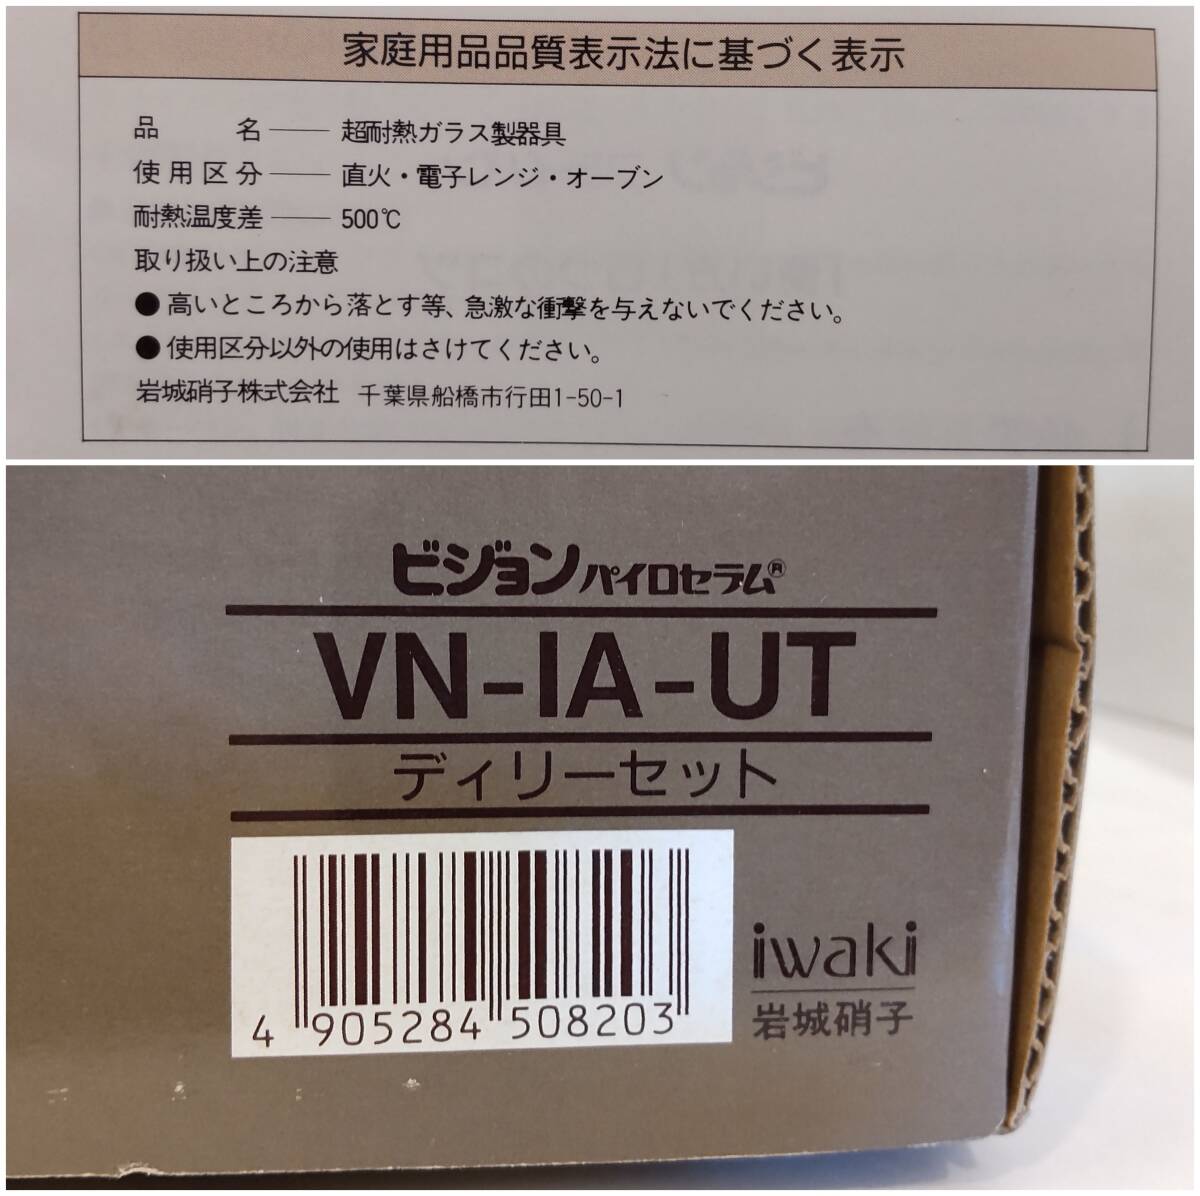 家庭用品品質表示法に基づく表示
品名 — 超耐熱ガラス製器具
使用区分 — 直火・電子レンジ・オーブン
耐熱温度差 — 500℃
取り扱い上の注意
●高いところから落とす等、急激な衝撃を与えないでください。
●使用区分以外の使用はさけてください。
岩城硝子株式会社 千葉県船橋市行田1-50-1
ビジョンパイロセラム®
VN-IA-UT
ディリーセット
4 905284 508203
iwaki
岩城硝子